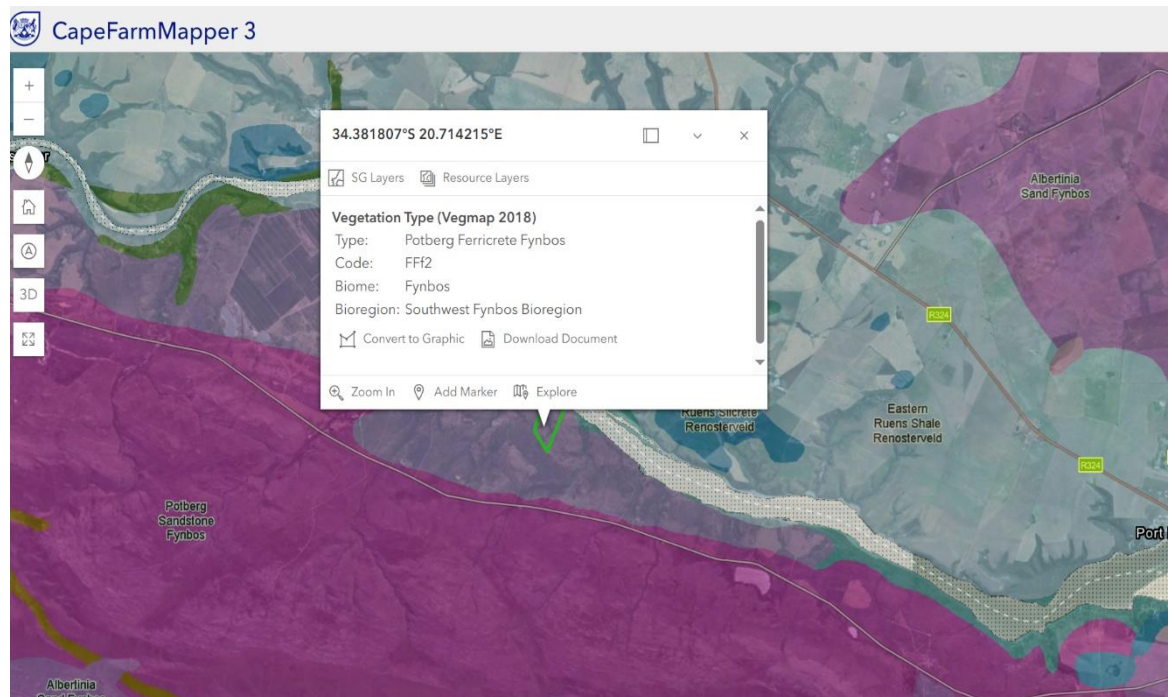 CapeFarmMapper 3
+
−
34.381807°S 20.714215°E
SG Layers Resource Layers
Vegetation Type (Vegmap 2018)
Type: Potberg Ferricrete Fynbos
Code: FFf2
Biome: Fynbos
Bioregion: Southwest Fynbos Bioregion
Convert to Graphic Download Document
Zoom In Add Marker Explore
A
3D
Albertinia
Sand Fynbos
R324
Ruens Silcrete
Renosterveld
Eastern
Ruens Shale
Renosterveld
R324
Potberg
Sandstone
Fynbos
Port
Albertinia